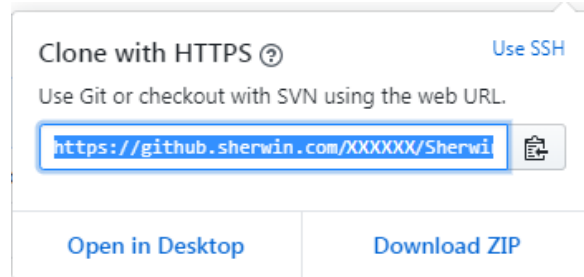 Clone with HTTPS Use SSH
Use Git or checkout with SVN using the web URL.
https://github.sherwin.com/XXXXXX/Sherwi
Open in Desktop Download ZIP